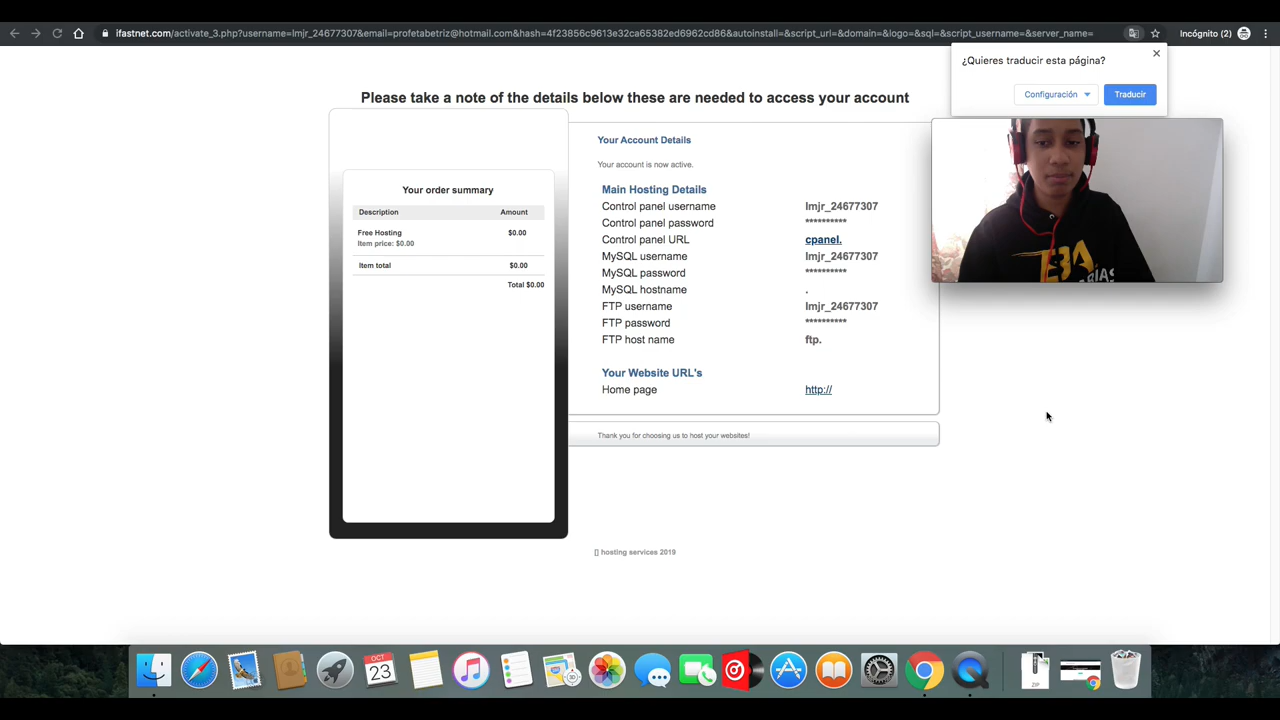 ifastnet.com/activate_3.php?username=lmjr_24677307&email=profetabetriz@hotmail.com&hash=4f23856c9613e32ca65382ed6962cd86&autoinstall=&script_url=&domain=&logo=&sql=&script_username=&server_name=
Incógnito (2)
¿Quieres traducir esta página?
Configuración
Traducir
Please take a note of the details below these are needed to access your account
Your order summary
Description Amount
Free Hosting $0.00
Item price: $0.00
Item total $0.00
Total $0.00
Your Account Details
Your account is now active.
Main Hosting Details
Control panel username lmjr_24677307
Control panel password **********
Control panel URL cpanel.
MySQL username lmjr_24677307
MySQL password **********
MySQL hostname .
FTP username lmjr_24677307
FTP password **********
FTP host name ftp.
Your Website URL's
Home page http://
Thank you for choosing us to host your websites!
[] hosting services 2019
OCT
23
3D
ZIP